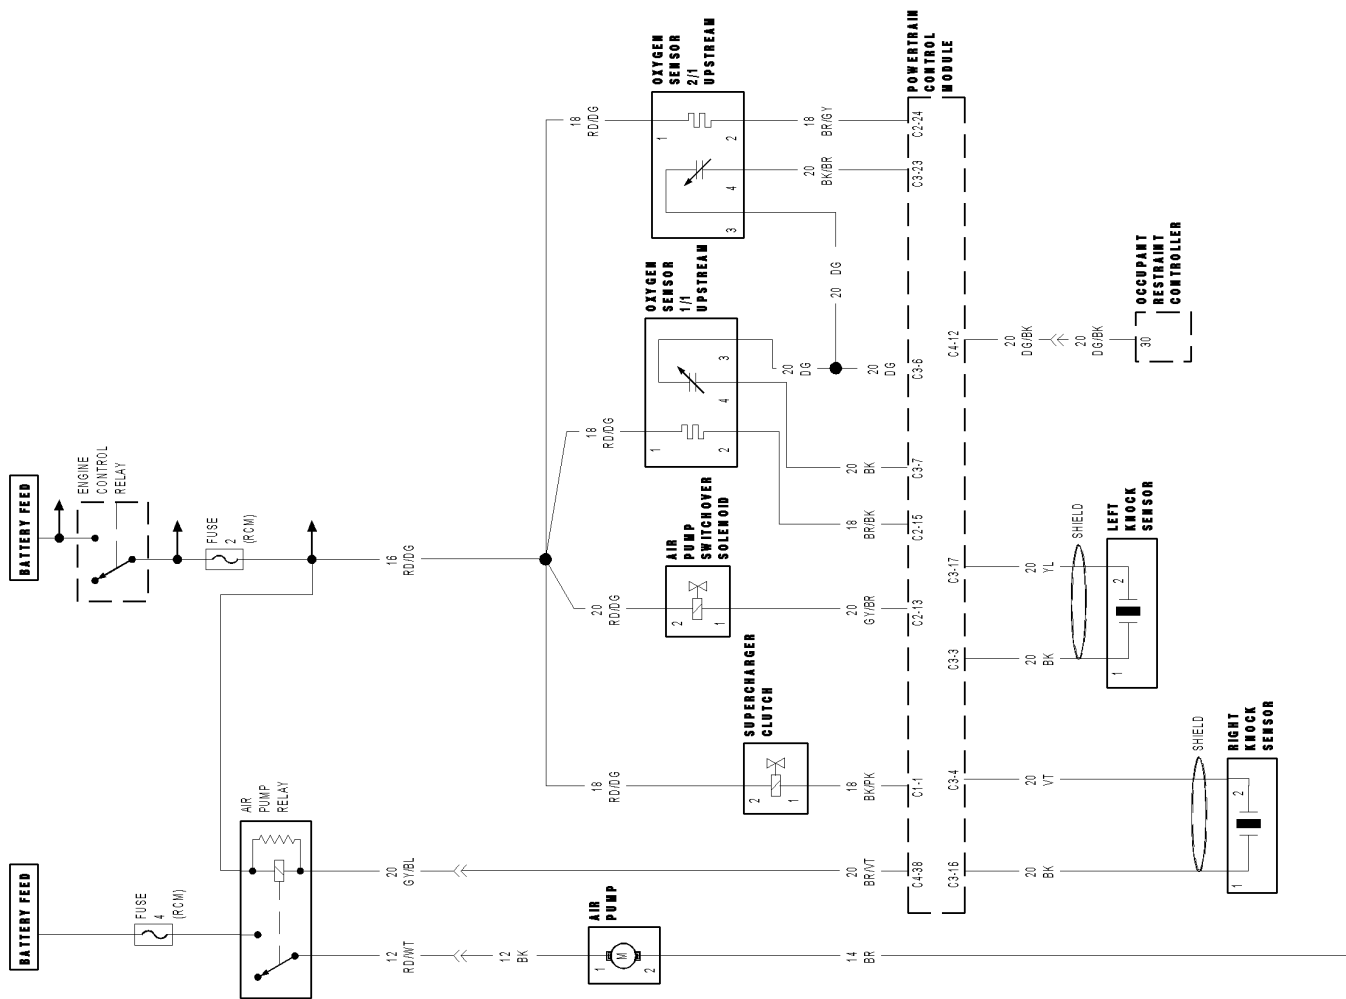 BATTERY FEED
ENGINE
CONTROL
RELAY
FUSE
2
(RCM)
16
RD/DG
BATTERY FEED
FUSE
4
(RCM)
AIR
PUMP
RELAY
20
GY/BL
12
RD/WT
12
BK
AIR
PUMP
1
M
2
14
BR
18
RD/DG
SUPERCHARGER
CLUTCH
2
1
18
BK/PK
C1-1
20
BR/VT
C4-38
20
RD/DG
AIR
PUMP
SWITCHOVER
SOLENOID
2
1
20
GY/BR
C2-13
18
RD/DG
OXYGEN
SENSOR
1/1
UPSTREAM
1
2
4
3
18
BR/BK
C2-15
20
BK
C3-7
20
DG
20
DG
C3-6
20 DG
18
RD/DG
OXYGEN
SENSOR
2/1
UPSTREAM
1
2
4
3
18
BR/GY
C2-24
20
BK/BR
C3-23
POWERTRAIN
CONTROL
MODULE
C4-12
20
DG/BK
20
DG/BK
30
OCCUPANT
RESTRAINT
CONTROLLER
C3-17
20
YL
C3-3
20
BK
SHIELD
LEFT
KNOCK
SENSOR
2
1
C3-4
20
VT
C3-16
20
BK
SHIELD
RIGHT
KNOCK
SENSOR
2
1